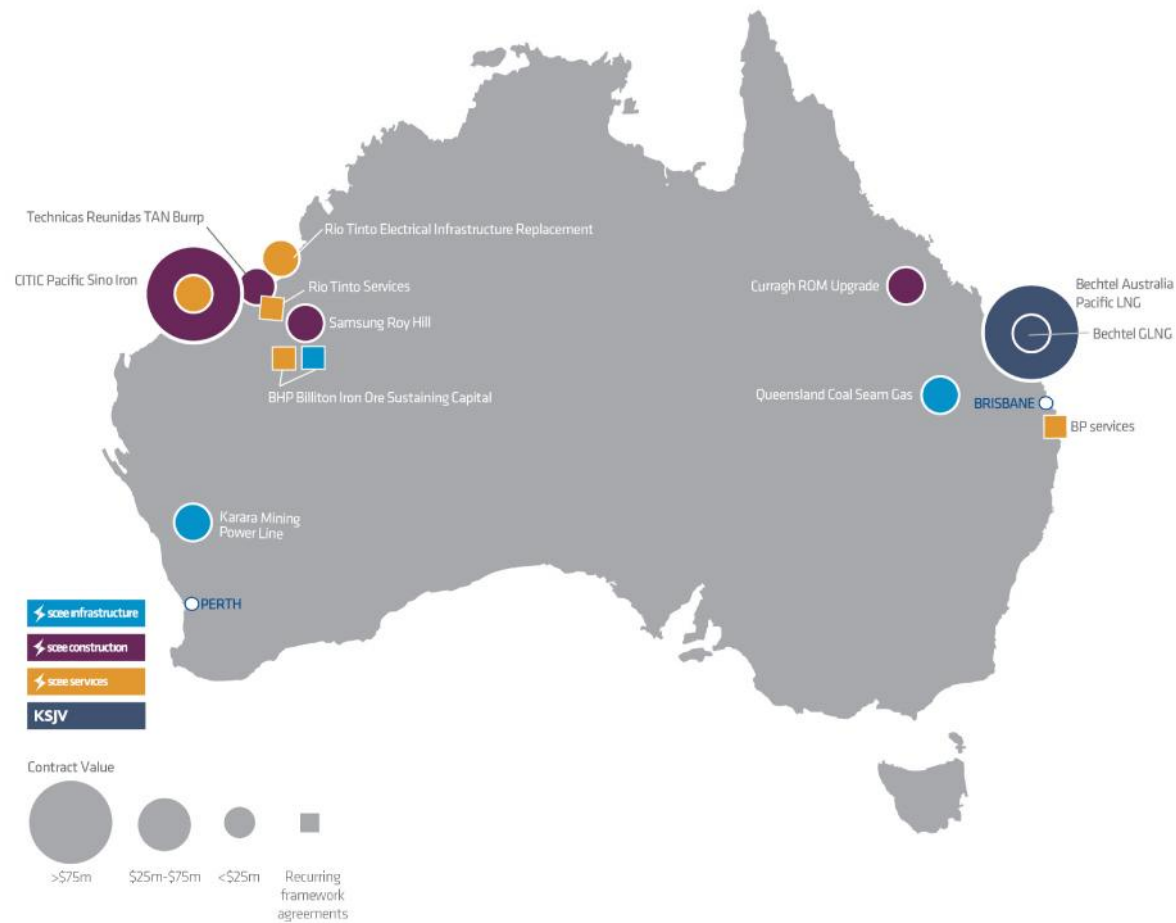 Technicas Reunidas TAN Burrp
Rio Tinto Electrical Infrastructure Replacement
CITIC Pacific Sino Iron
Rio Tinto Services
Samsung Roy Hill
BHP Billiton Iron Ore Sustaining Capital
Curragh ROM Upgrade
Bechtel Australia
Pacific LNG
Bechtel GLNG
Queensland Coal Seam Gas
BRISBANE
BP services
Karara Mining
Power Line
PERTH
scee infrastructure
scee construction
scee services
KSJV
Contract Value
>$75m
$25m-$75m
<$25m
Recurring
framework
agreements